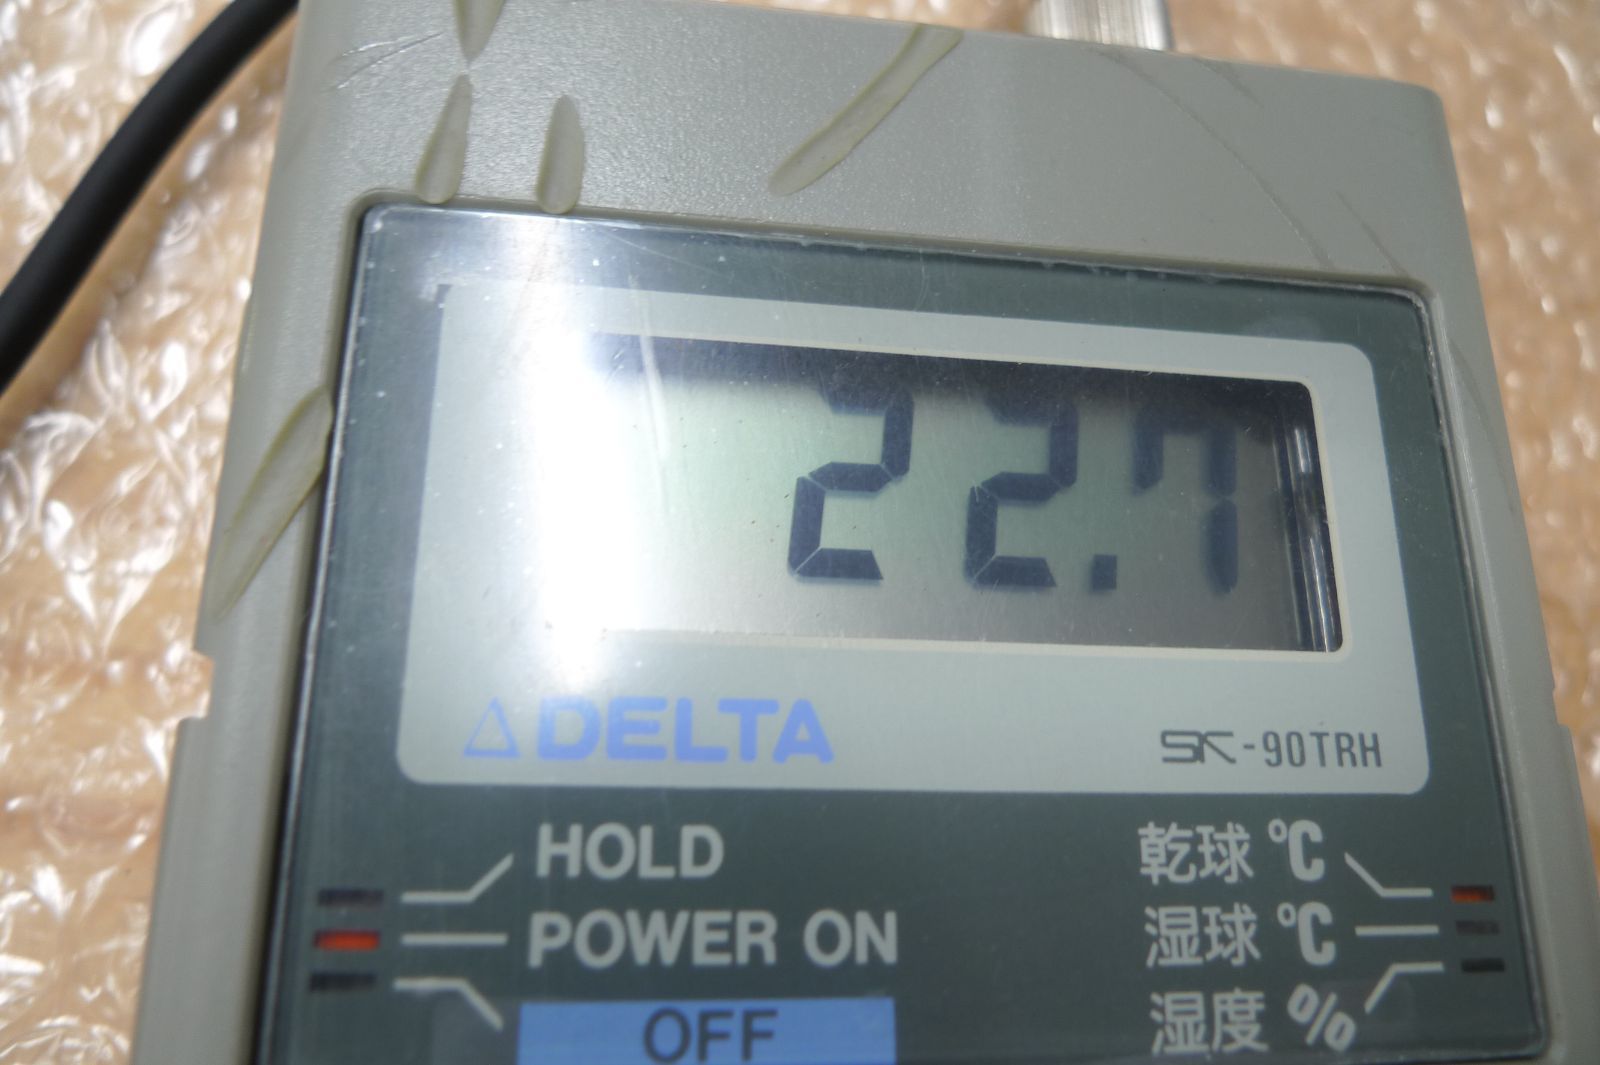 22.7
△DELTA
SK-90TRH
HOLD
POWER ON
OFF
乾球 ℃
湿球 ℃
湿度 %